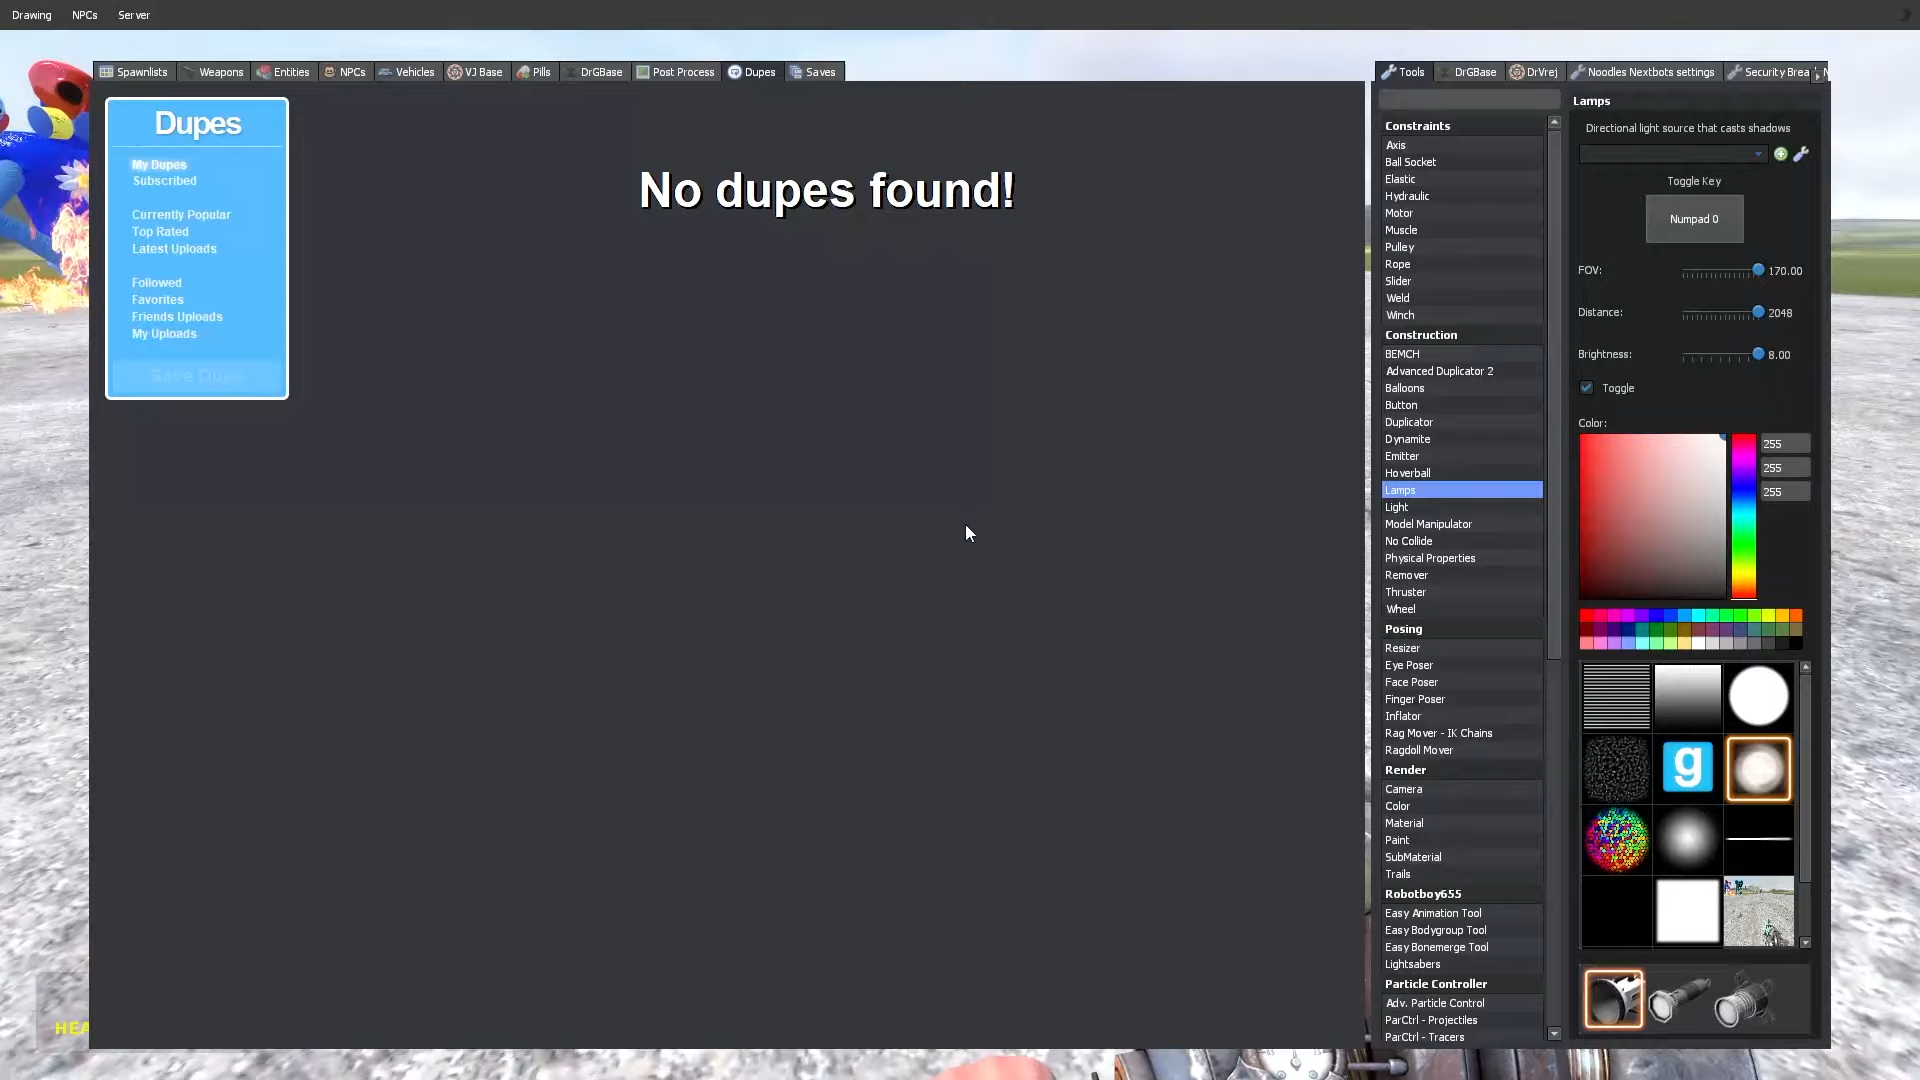 Drawing NPCs Server
Spawnlists Weapons Entities NPCs Vehicles VJ Base Pills DrGBase Post Process Dupes Saves
Dupes
My Dupes
Subscribed
Currently Popular
Top Rated
Latest Uploads
Followed
Favorites
Friends Uploads
My Uploads
Save Dupe
No dupes found!
HEA
Tools DrGBase DrVrej Noodles Nextbots settings Security Brea
Constraints
Axis
Ball Socket
Elastic
Hydraulic
Motor
Muscle
Pulley
Rope
Slider
Weld
Winch
Construction
BEMCH
Advanced Duplicator 2
Balloons
Button
Duplicator
Dynamite
Emitter
Hoverball
Lamps
Light
Model Manipulator
No Collide
Physical Properties
Remover
Thruster
Wheel
Posing
Resizer
Eye Poser
Face Poser
Finger Poser
Inflator
Rag Mover - IK Chains
Ragdoll Mover
Render
Camera
Color
Material
Paint
SubMaterial
Trails
Robotboy655
Easy Animation Tool
Easy Bodygroup Tool
Easy Bonemerge Tool
Lightsabers
Particle Controller
Adv. Particle Control
ParCtrl - Projectiles
ParCtrl - Tracers
Lamps
Directional light source that casts shadows
Toggle Key
Numpad 0
FOV: 170.00
Distance: 2048
Brightness: 8.00
Toggle
Color:
255
255
255
g